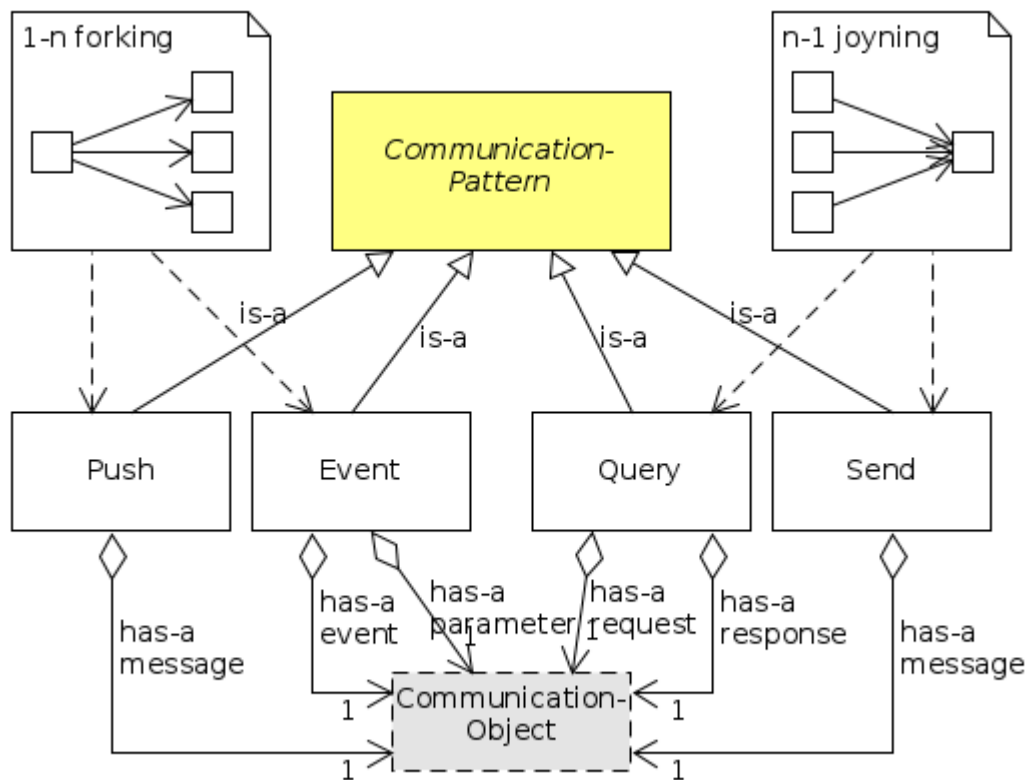 1-n forking
n-1 joyning
Communication-
Pattern
is-a
is-a
is-a
is-a
Push
Event
Query
Send
has-a
message
has-a
event
has-a
parameter
has-a
request
has-a
response
has-a
message
1
1
1
1
1
1
Communication-
Object